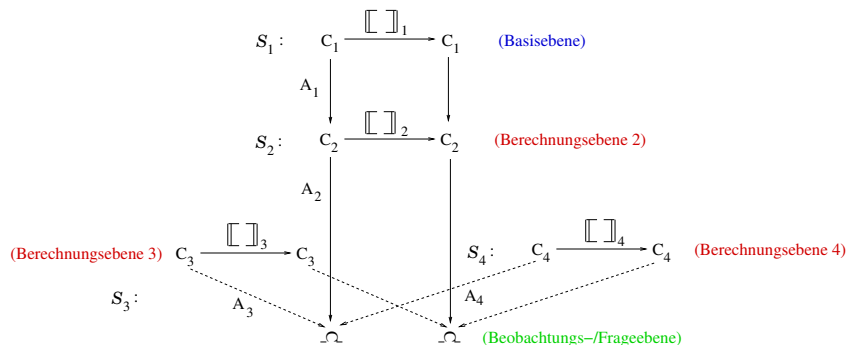 S1 : C1 ⟦ ⟧1 C1 (Basisebene)
A1
S2 : C2 ⟦ ⟧2 C2 (Berechnungsebene 2)
A2
(Berechnungsebene 3) C3 ⟦ ⟧3 C3 S4 : C4 ⟦ ⟧4 C4 (Berechnungsebene 4)
S3 : A3 A4
Ω Ω (Beobachtungs−/Frageebene)